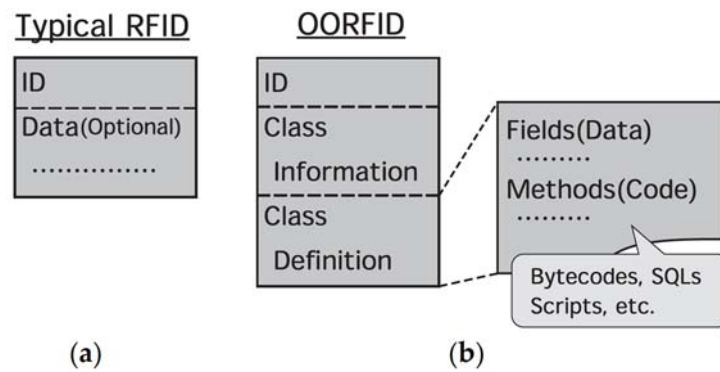 Typical RFID
ID
Data(Optional)
...............
(a)
OORFID
ID
Class
Information
Class
Definition
Fields(Data)
.........
Methods(Code)
.........
Bytecodes, SQLs
Scripts, etc.
(b)